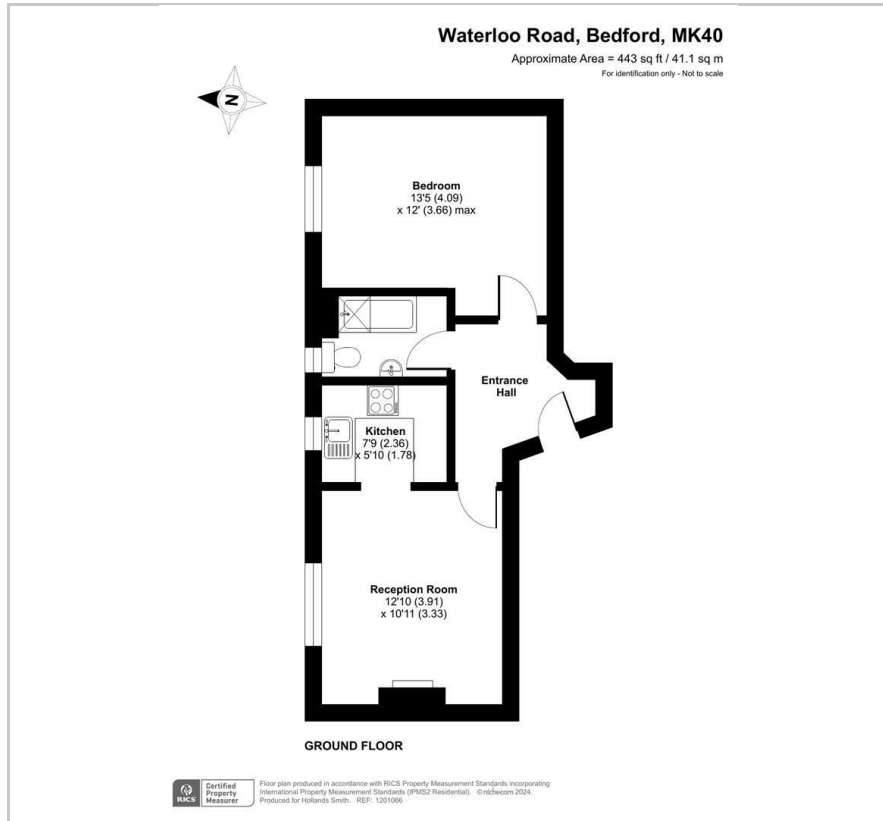 Waterloo Road, Bedford, MK40
Approximate Area = 443 sq ft / 41.1 sq m
For identification only - Not to scale
N
Bedroom
13'5 (4.09)
x 12' (3.66) max
Entrance
Hall
Kitchen
7'9 (2.36)
x 5'10 (1.78)
Reception Room
12'10 (3.91)
x 10'11 (3.33)
GROUND FLOOR
RICS
Certified
Property
Measurer
Floor plan produced in accordance with RICS Property Measurement Standards incorporating
International Property Measurement Standards (IPMS2 Residential). © nichecom 2024.
Produced for Hollands Smith. REF: 1201066